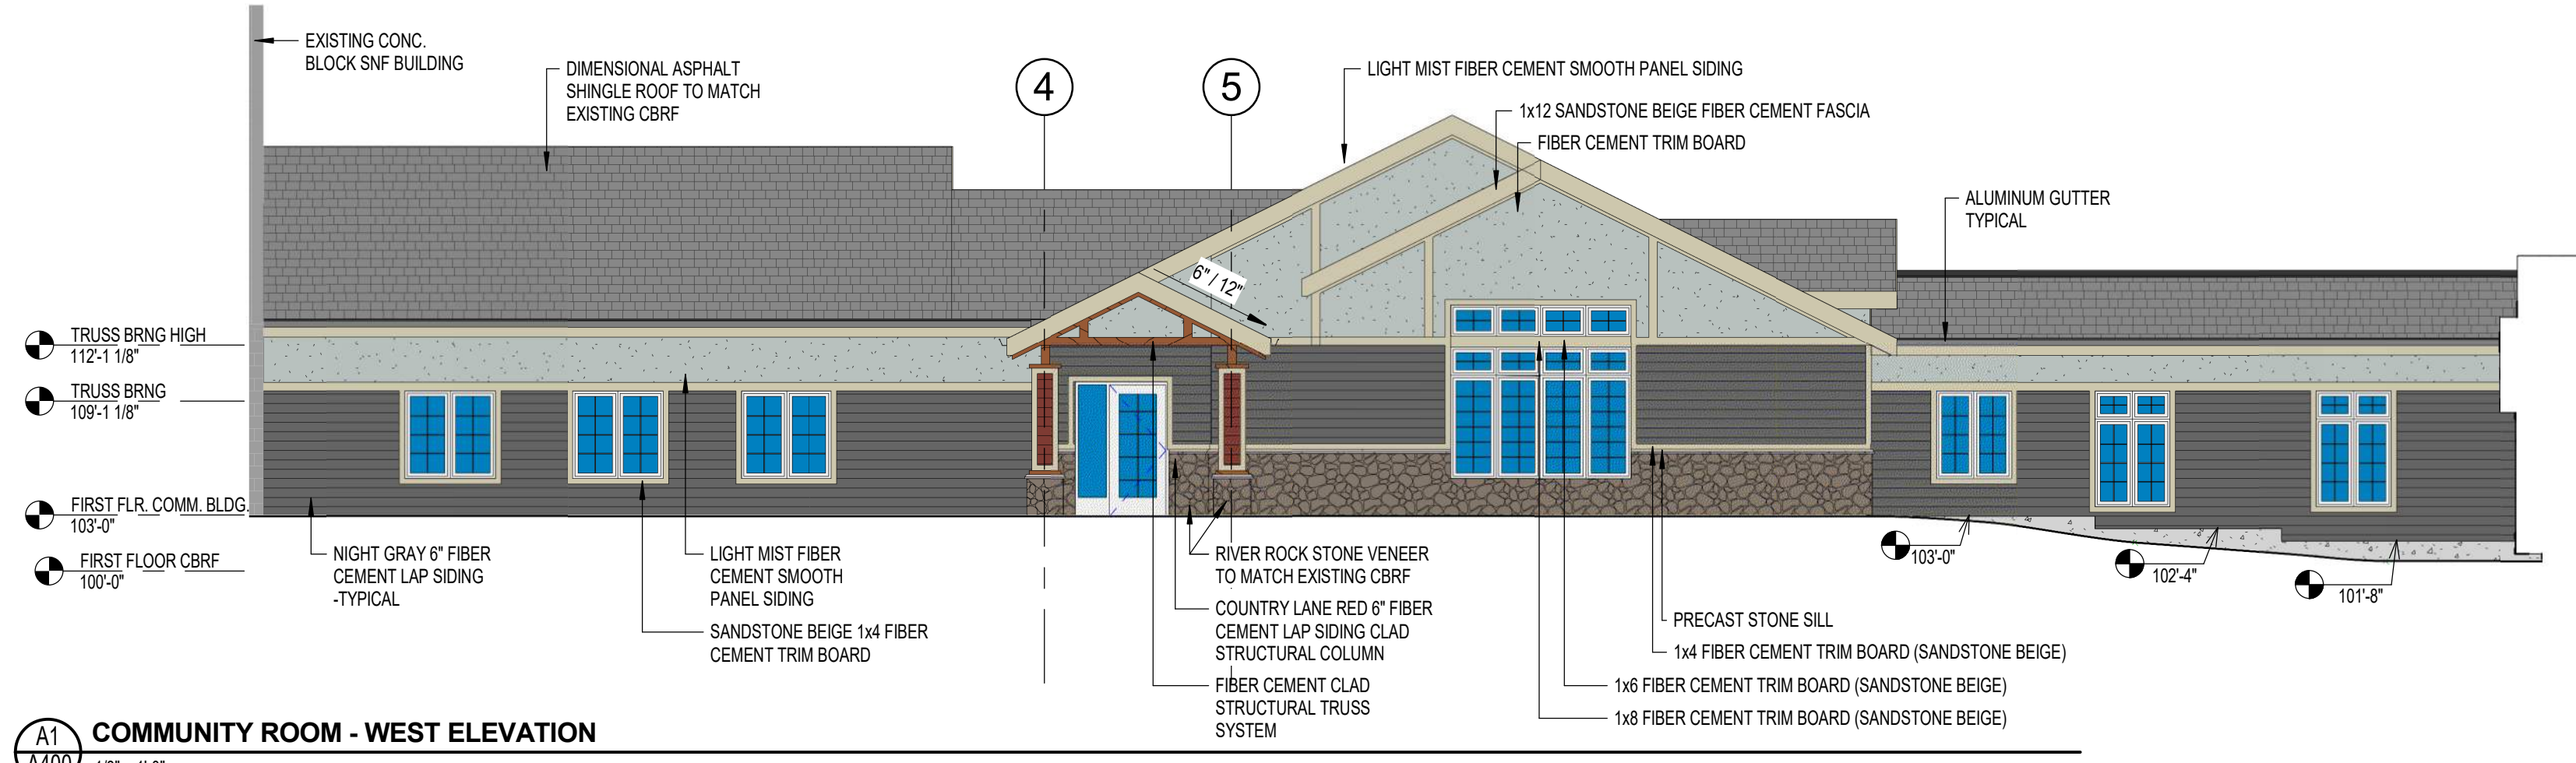 EXISTING CONC.
BLOCK SNF BUILDING
DIMENSIONAL ASPHALT
SHINGLE ROOF TO MATCH
EXISTING CBRF
4
5
LIGHT MIST FIBER CEMENT SMOOTH PANEL SIDING
1x12 SANDSTONE BEIGE FIBER CEMENT FASCIA
FIBER CEMENT TRIM BOARD
ALUMINUM GUTTER
TYPICAL
6" / 12"
TRUSS BRNG HIGH
112'-1 1/8"
TRUSS BRNG
109'-1 1/8"
FIRST FLR. COMM. BLDG.
103'-0"
FIRST FLOOR CBRF
100'-0"
NIGHT GRAY 6" FIBER
CEMENT LAP SIDING
-TYPICAL
LIGHT MIST FIBER
CEMENT SMOOTH
PANEL SIDING
SANDSTONE BEIGE 1x4 FIBER
CEMENT TRIM BOARD
RIVER ROCK STONE VENEER
TO MATCH EXISTING CBRF
COUNTRY LANE RED 6" FIBER
CEMENT LAP SIDING CLAD
STRUCTURAL COLUMN
FIBER CEMENT CLAD
STRUCTURAL TRUSS
SYSTEM
PRECAST STONE SILL
1x4 FIBER CEMENT TRIM BOARD (SANDSTONE BEIGE)
1x6 FIBER CEMENT TRIM BOARD (SANDSTONE BEIGE)
1x8 FIBER CEMENT TRIM BOARD (SANDSTONE BEIGE)
103'-0"
102'-4"
101'-8"
A1
COMMUNITY ROOM - WEST ELEVATION
A400